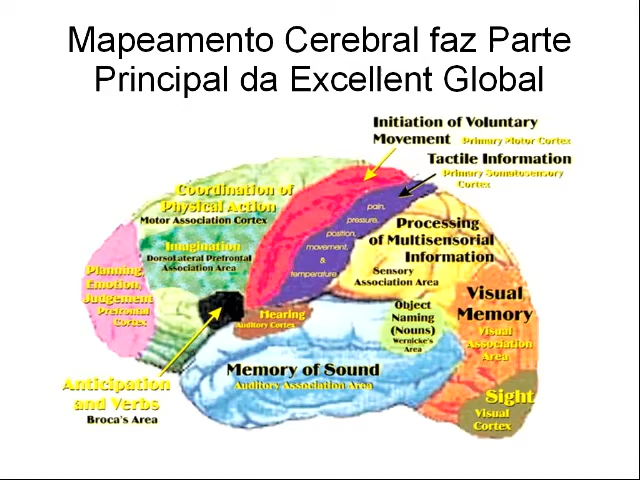 Mapeamento Cerebral faz Parte
Principal da Excellent Global
Initiation of Voluntary
Movement Primary Motor Cortex
Tactile Information
Primary Somatosensory
Cortex
Coordination of
Physical Action
Motor Association Cortex
pain,
pressure,
position,
movement,
&
temperature
Processing
of Multisensorial
Information
Sensory
Association Area
Imagination
DorsoLateral Prefrontal
Association Area
Planning,
Emotion,
Judgement
Prefrontal
Cortex
Hearing
Auditory Cortex
Object
Naming
(Nouns)
Wernicke's
Area
Visual
Memory
Visual
Association
Area
Memory of Sound
Auditory Association Area
Anticipation
and Verbs
Broca's Area
Sight
Visual
Cortex